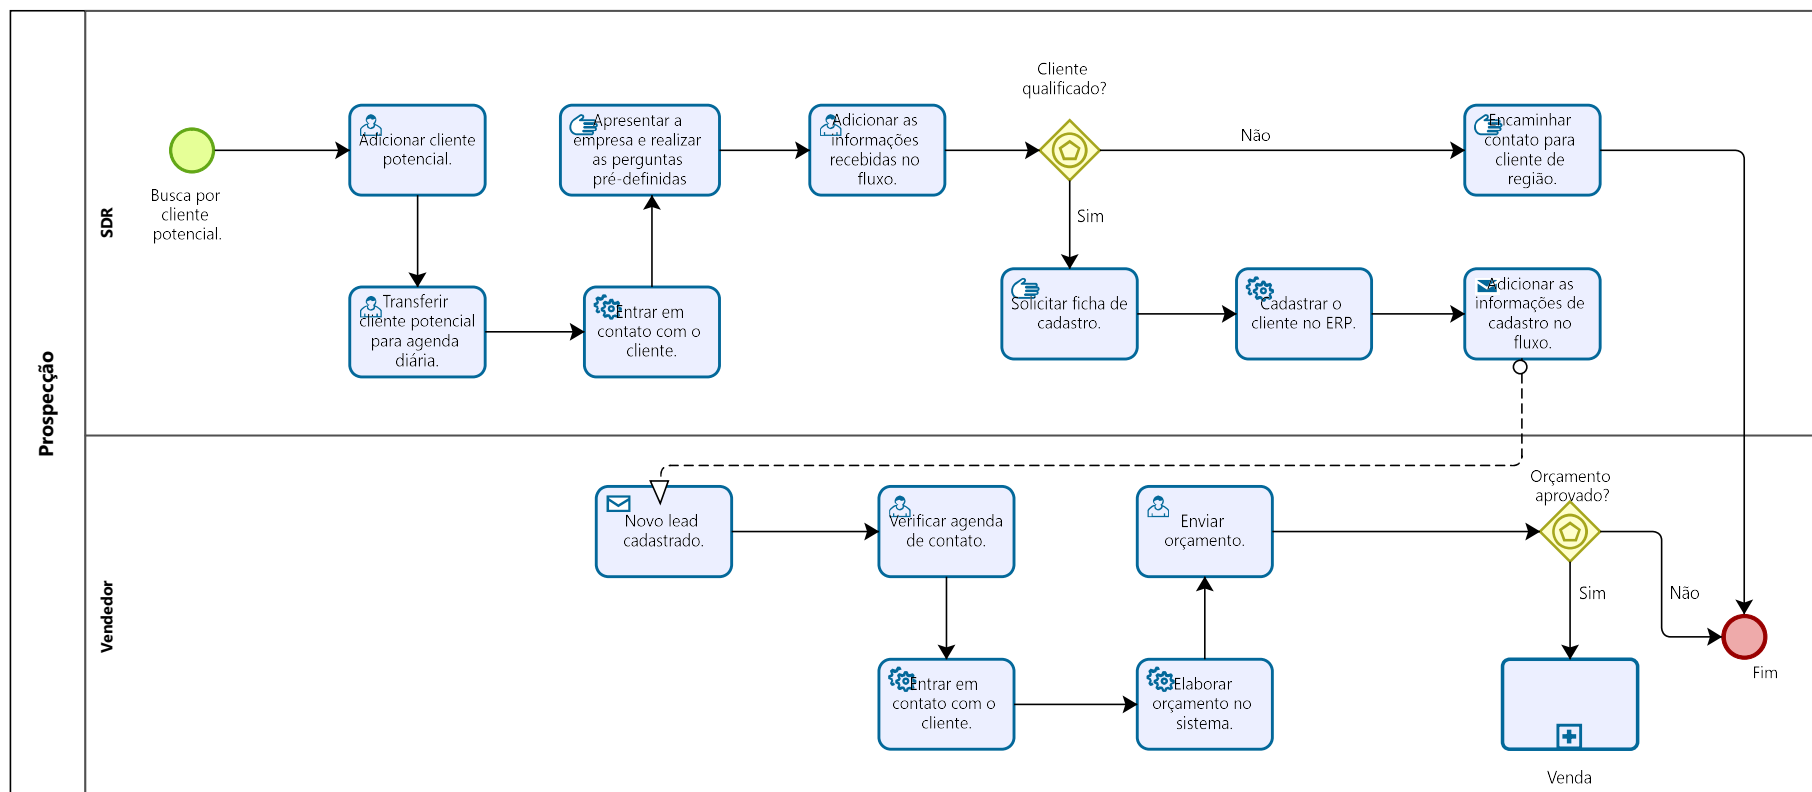 Prospecção
SDR
Busca por
cliente
potencial.
Adicionar cliente
potencial.
Transferir
cliente potencial
para agenda
diária.
Entrar em
contato com o
cliente.
Apresentar a
empresa e realizar
as perguntas
pré-definidas
Adicionar as
informações
recebidas no
fluxo.
Cliente
qualificado?
Não
Encaminhar
contato para
cliente de
região.
Sim
Solicitar ficha de
cadastro.
Cadastrar o
cliente no ERP.
Adicionar as
informações de
cadastro no
fluxo.
Vendedor
Novo lead
cadastrado.
Verificar agenda
de contato.
Entrar em
contato com o
cliente.
Elaborar
orçamento no
sistema.
Enviar
orçamento.
Orçamento
aprovado?
Sim
Não
Venda
Fim